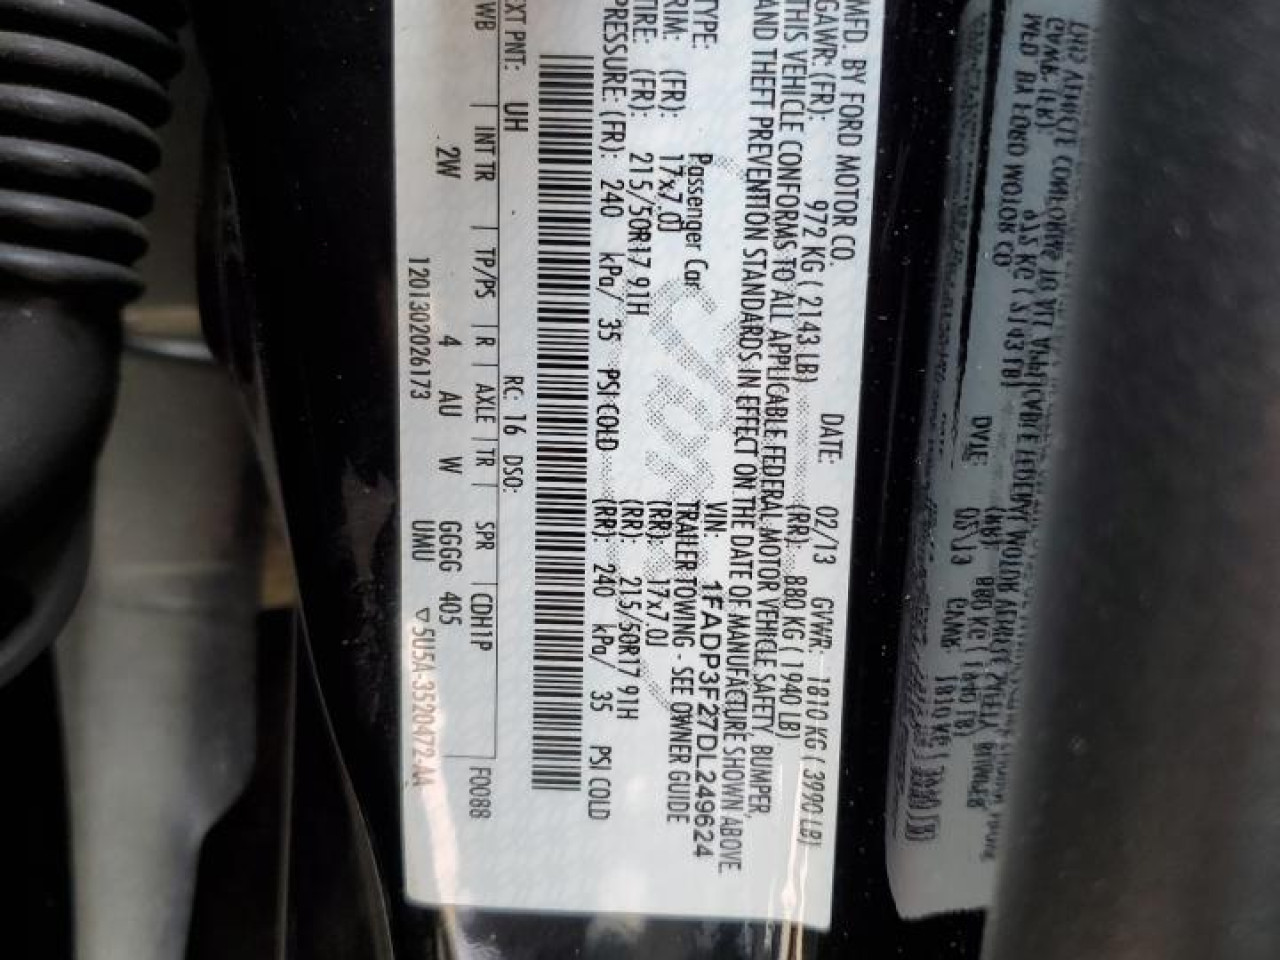 MFD. BY FORD MOTOR CO.
DATE: 02/13 GVWR: 1810 KG ( 3990 LB)
GAWR: (FR): 972 KG ( 2143 LB) (RR): 880 KG ( 1940 LB)
THIS VEHICLE CONFORMS TO ALL APPLICABLE FEDERAL MOTOR VEHICLE SAFETY, BUMPER,
AND THEFT PREVENTION STANDARDS IN EFFECT ON THE DATE OF MANUFACTURE SHOWN ABOVE
VIN: 1FADP3F27DL249624
TYPE: Passenger Car TRAILER TOWING - SEE OWNER GUIDE
RIM: (FR): 17x7.0J (RR): 17x7.0J
TIRE: (FR): 215/50R17 91H (RR): 215/50R17 91H
PRESSURE: (FR): 240 kPa/ 35 PSI COLD (RR): 240 kPa/ 35 PSI COLD
EXT PNT: UH RC: 16 DSO: F0088
WB INT TR TP/PS R AXLE TR SPR CDH1P
2W 4 AU W GGGG 405
UMU
1201302026173 ▽5U5A-3520472-AA